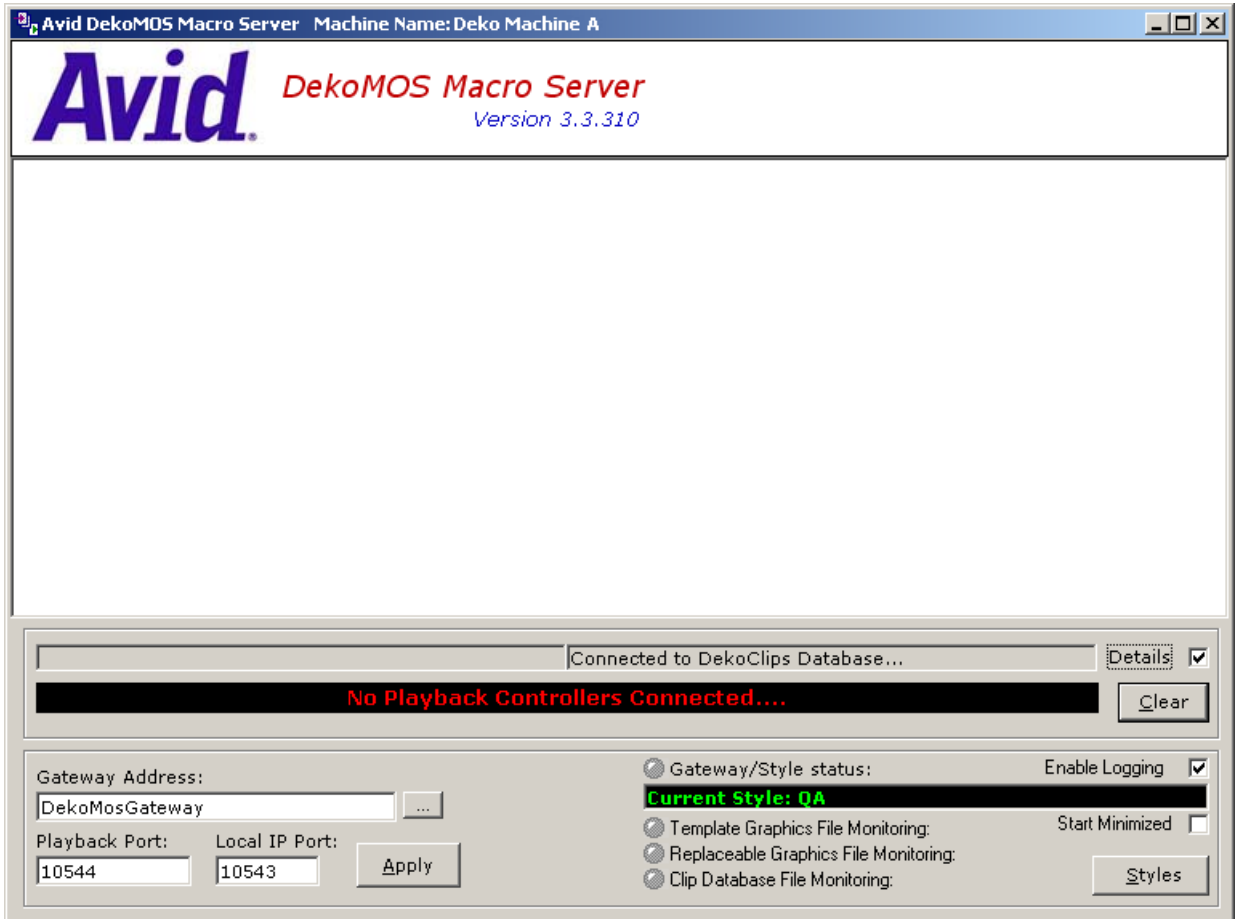 Avid DekoMOS Macro Server Machine Name: Deko Machine A
Avid.
DekoMOS Macro Server
Version 3.3.310
Connected to DekoClips Database...
Details
No Playback Controllers Connected....
Clear
Gateway Address:
DekoMosGateway
...
Playback Port:
Local IP Port:
10544
10543
Apply
Gateway/Style status:
Enable Logging
Current Style: QA
Template Graphics File Monitoring:
Start Minimized
Replaceable Graphics File Monitoring:
Clip Database File Monitoring:
Styles